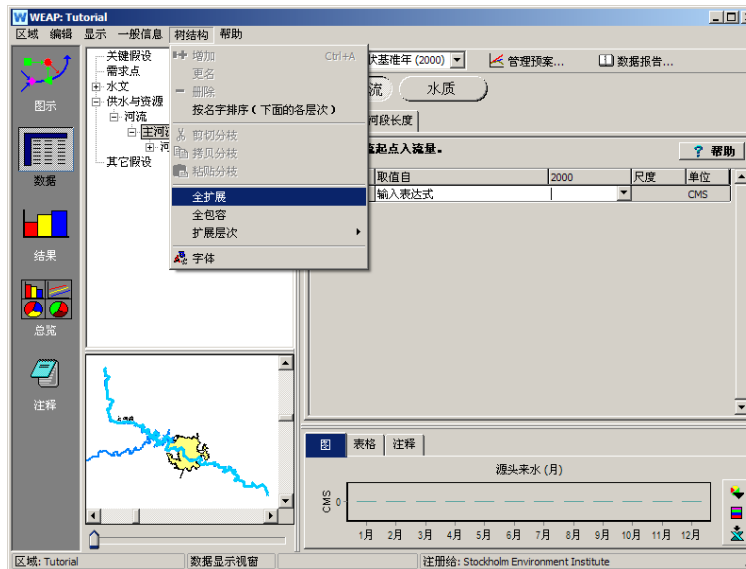 WEAP: Tutorial
区域 编辑 显示 一般信息 树结构 帮助
关键假设
需求点
水文
供水与资源
河流
主河流
其它假设
增加 Ctrl+A
更名
删除
按名字排序（下面的各层次）
剪切分枝
拷贝分枝
粘贴分枝
全扩展
全包容
扩展层次
字体
基准年 (2000) 管理预案... 数据报告...
流 水质
河段长度
起点入流量。 ? 帮助
取值自 2000 尺度 单位
输入表达式 CMS
图示
数据
结果
总览
注释
图 表格 注释
源头来水 (月)
CMS
0
1月 2月 3月 4月 5月 6月 7月 8月 9月 10月 11月 12月
区域: Tutorial 数据显示视窗 注册给: Stockholm Environment Institute